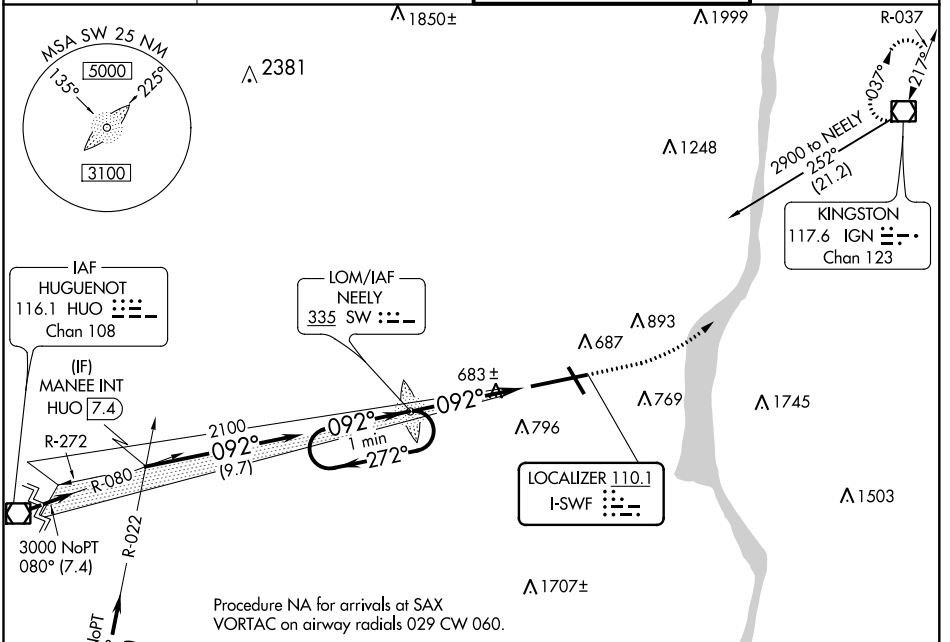 1850±
1999
R-037
MSA SW 25 NM
5000
135°
225°
3100
2381
037°
217°
1248
2900 to NEELY
252°
(21.2)
KINGSTON
117.6 IGN
Chan 123
IAF
HUGUENOT
116.1 HUO
Chan 108
LOM/IAF
NEELY
335 SW
893
687
(IF)
MANEE INT
HUO 7.4
683±
092°
769
1745
R-272
2100
092°
092°
1 min
272°
796
(9.7)
R-080
LOCALIZER 110.1
I-SWF
1503
3000 NoPT
080° (7.4)
R-022
1707±
Procedure NA for arrivals at SAX
VORTAC on airway radials 029 CW 060.
NoPT